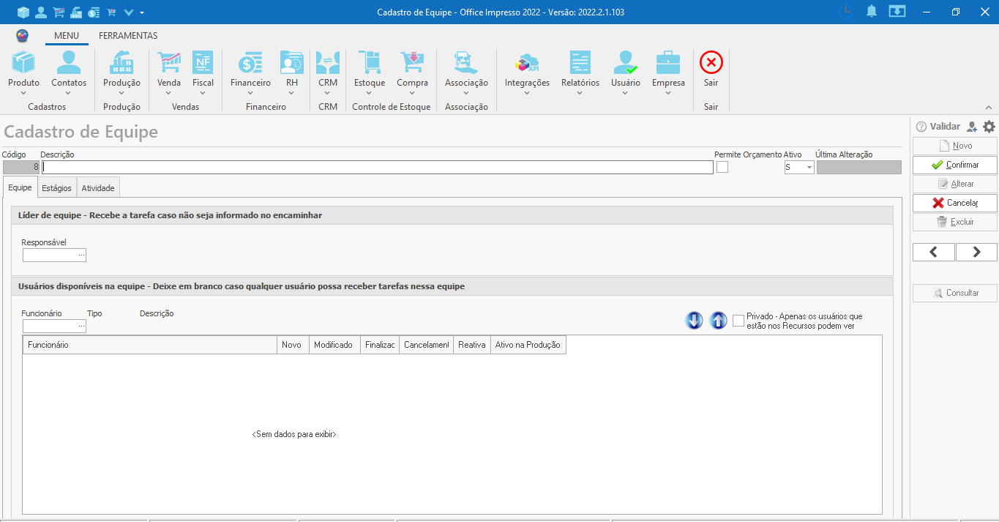 Cadastro de Equipe - Office Impresso 2022 - Versão: 2022.2.1.103
MENU FERRAMENTAS
NF API
Produto Contatos Produção Venda Fiscal Financeiro RH CRM Estoque Compra Associação Integrações Relatórios Usuário Empresa Sair
Cadastros Produção Vendas Financeiro CRM Controle de Estoque Associação Sair
Cadastro de Equipe
Validar
Novo
Código Descrição Permite Orçamento Ativo Última Alteração
8 S
Confirmar
Equipe Estágios Atividade
Alterar
Cancelar
Excluir
Líder de equipe - Recebe a tarefa caso não seja informado no encaminhar
Responsável
...
Usuários disponíveis na equipe - Deixe em branco caso qualquer usuário possa receber tarefas nessa equipe
Consultar
Funcionário Tipo Descrição
...
Privado - Apenas os usuários que
estão nos Recursos podem ver
Funcionário Novo Modificado Finalizac Cancelament Reativa Ativo na Produção
<Sem dados para exibir>